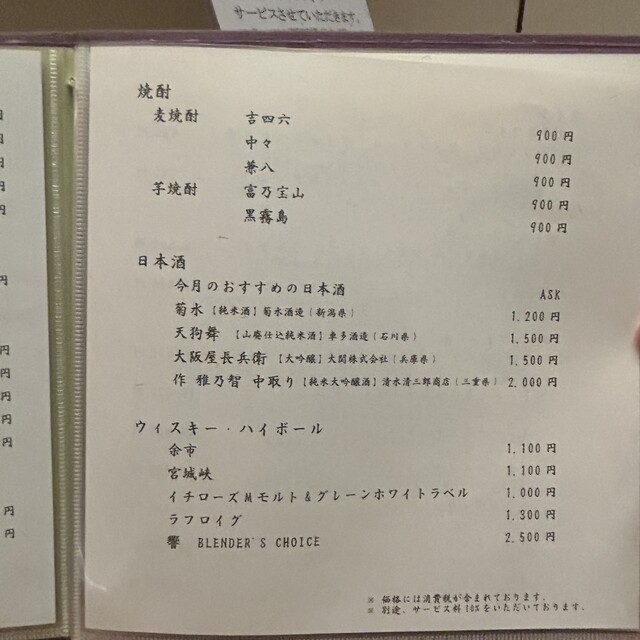 サービスさせていただきます。
焼酎
麦焼酎 吉四六 900円
中々 900円
兼八 900円
芋焼酎 富乃宝山 900円
黒霧島 900円
日本酒
今月のおすすめの日本酒 ASK
菊水【純米酒】菊水酒造(新潟県) 1,200円
天狗舞【山廃仕込純米酒】車多酒造(石川県) 1,500円
大阪屋長兵衛【大吟醸】大関株式会社(兵庫県) 1,500円
作 雅乃智 中取り【純米大吟醸酒】清水清三郎商店(三重県) 2,000円
ウィスキー・ハイボール
余市 1,100円
宮城峡 1,100円
イチローズMモルト&グレーンホワイトラベル 1,000円
ラフロイグ 1,300円
響 BLENDER'S CHOICE 2,500円
※ 価格には消費税が含まれております。
※ 別途、サービス料10%をいただいております。